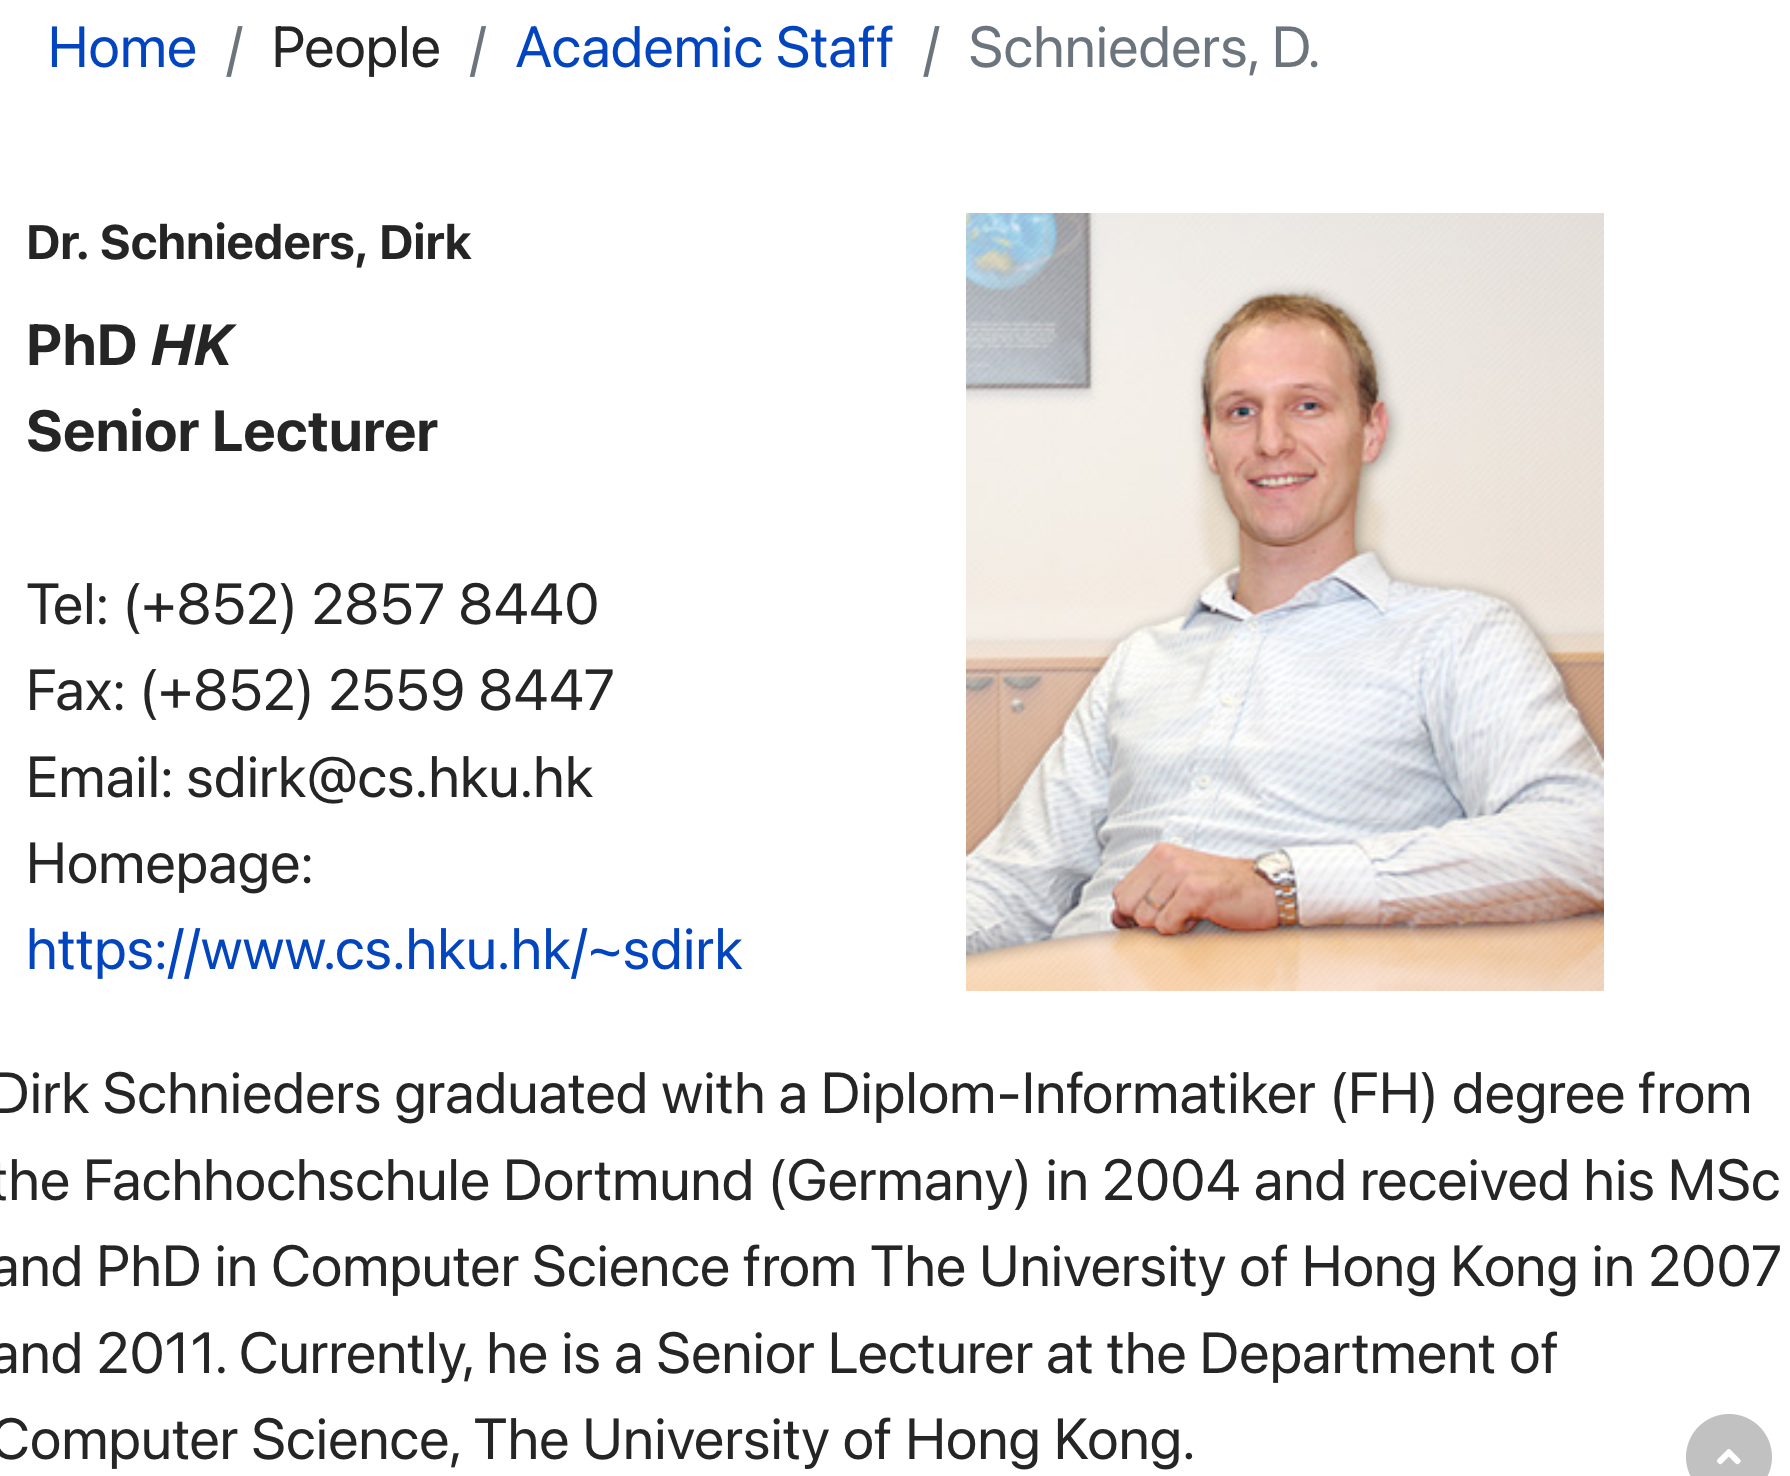 Home / People / Academic Staff / Schnieders, D.
Dr. Schnieders, Dirk
PhD HK
Senior Lecturer
Tel: (+852) 2857 8440
Fax: (+852) 2559 8447
Email: sdirk@cs.hku.hk
Homepage:
https://www.cs.hku.hk/~sdirk
Dirk Schnieders graduated with a Diplom-Informatiker (FH) degree from
the Fachhochschule Dortmund (Germany) in 2004 and received his MSc
and PhD in Computer Science from The University of Hong Kong in 2007
and 2011. Currently, he is a Senior Lecturer at the Department of
Computer Science, The University of Hong Kong.